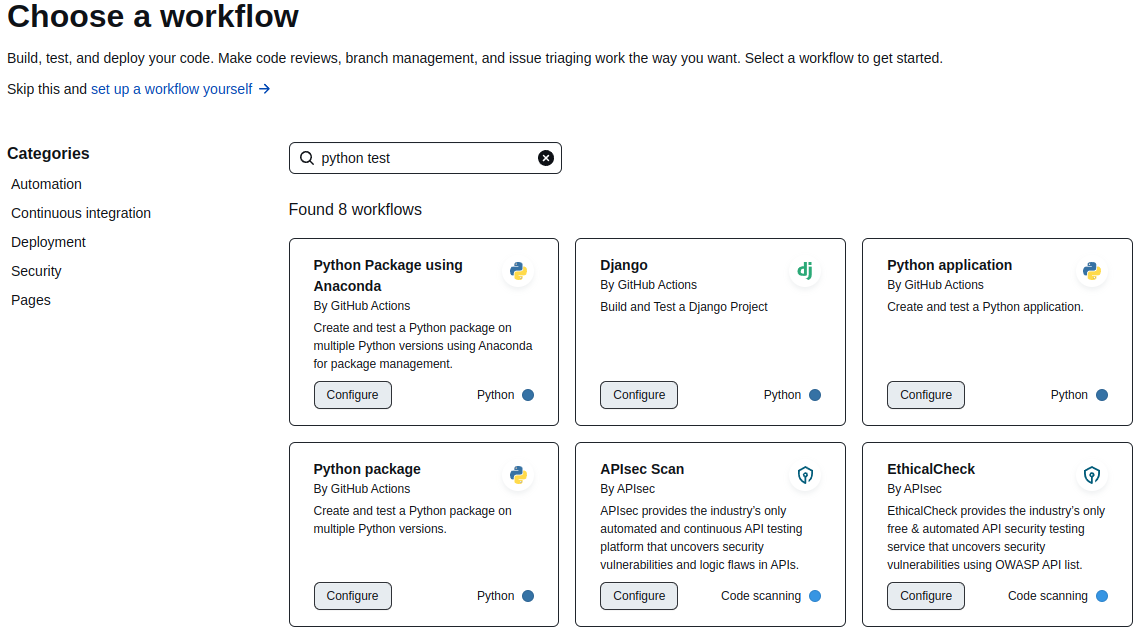 Choose a workflow
Build, test, and deploy your code. Make code reviews, branch management, and issue triaging work the way you want. Select a workflow to get started.
Skip this and set up a workflow yourself →
Categories
Automation
Continuous integration
Deployment
Security
Pages
python test
Found 8 workflows
Python Package using
Anaconda
By GitHub Actions
Create and test a Python package on
multiple Python versions using Anaconda
for package management.
Configure
Python
Django
By GitHub Actions
Build and Test a Django Project
Configure
Python
dj
Python application
By GitHub Actions
Create and test a Python application.
Configure
Python
Python package
By GitHub Actions
Create and test a Python package on
multiple Python versions.
Configure
Python
APIsec Scan
By APIsec
APIsec provides the industry’s only
automated and continuous API testing
platform that uncovers security
vulnerabilities and logic flaws in APIs.
Configure
Code scanning
EthicalCheck
By APIsec
EthicalCheck provides the industry’s only
free & automated API security testing
service that uncovers security
vulnerabilities using OWASP API list.
Configure
Code scanning